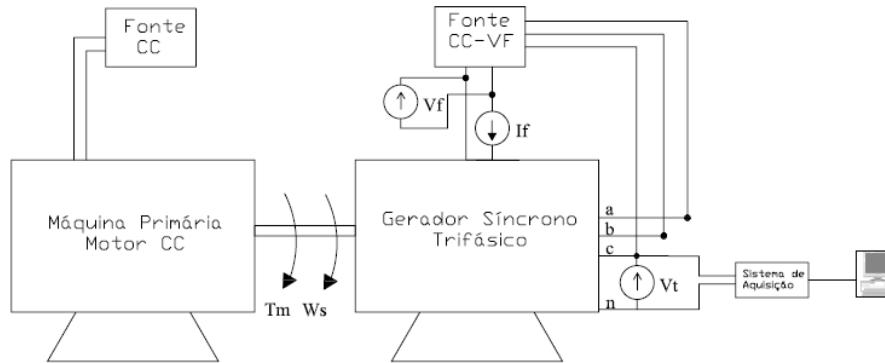 Fonte
CC
Fonte
CC-VF
Vf
If
Máquina Primária
Motor CC
Tm
Ws
Gerador Síncrono
Trifásico
a
b
c
n
Vt
Sistema de
Aquisição